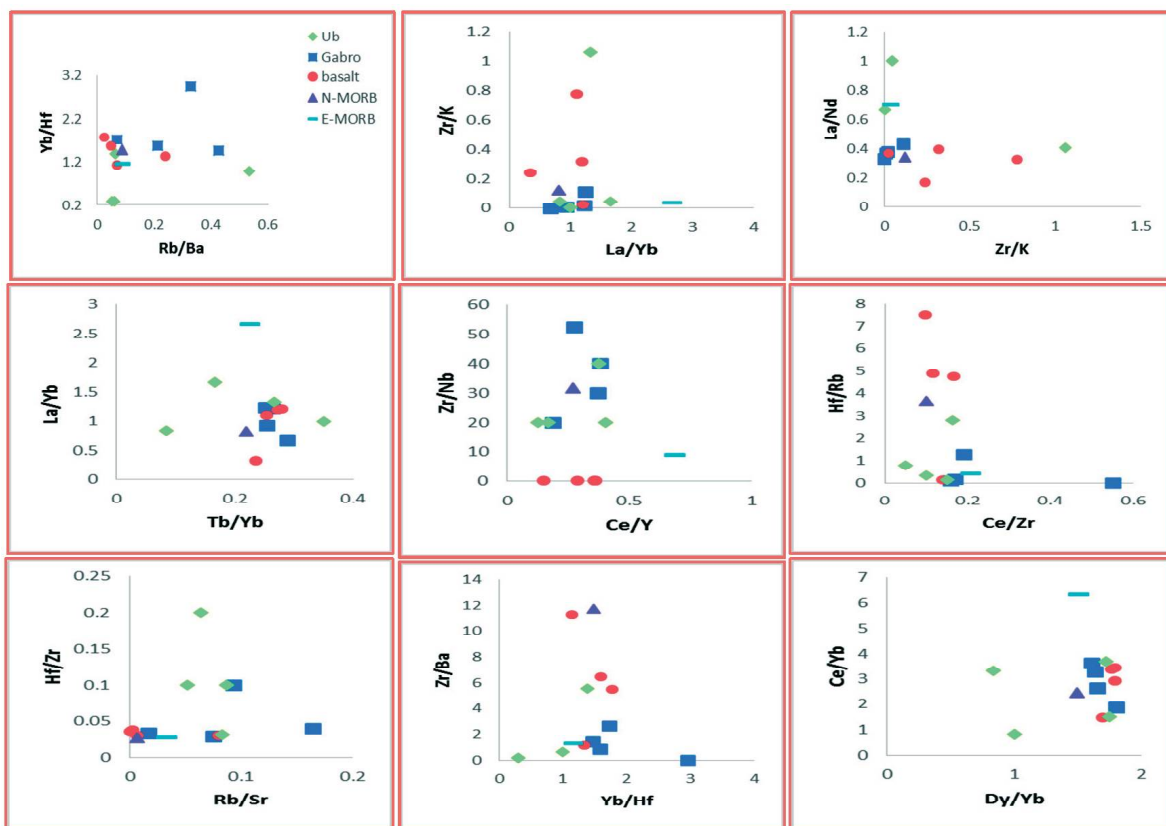 Ub
Gabro
basalt
N-MORB
E-MORB
3.2
2.2
1.2
0.2
0 0.2 0.4 0.6
Yb/Hf
Rb/Ba
1.2
1
0.8
0.6
0.4
0.2
0
0 1 2 3 4
Zr/K
La/Yb
1.2
1
0.8
0.6
0.4
0.2
0
0 0.5 1 1.5
La/Nd
Zr/K
3
2.5
2
1.5
1
0.5
0
0 0.2 0.4
La/Yb
Tb/Yb
60
50
40
30
20
10
0
0 0.5 1
Zr/Nb
Ce/Y
8
7
6
5
4
3
2
1
0
0 0.2 0.4 0.6
Hf/Rb
Ce/Zr
0.25
0.2
0.15
0.1
0.05
0
0 0.1 0.2
Hf/Zr
Rb/Sr
14
12
10
8
6
4
2
0
0 1 2 3 4
Zr/Ba
Yb/Hf
7
6
5
4
3
2
1
0
0 1 2
Ce/Yb
Dy/Yb